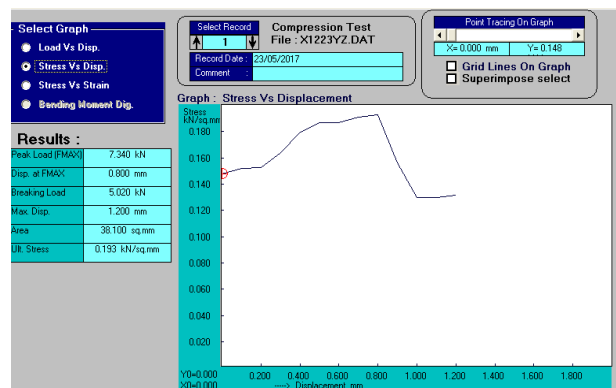 Select Graph
Load Vs Disp.
Stress Vs Disp.
Stress Vs Strain
Bending Moment Dig.
Select Record
1
Compression Test
File : X1223YZ.DAT
Record Date : 23/05/2017
Comment :
Point Tracing On Graph
X= 0.000 mm Y= 0.148
Grid Lines On Graph
Superimpose select
Results :
Peak Load (FMAX) 7.340 kN
Disp. at FMAX 0.800 mm
Breaking Load 5.020 kN
Max. Disp. 1.200 mm
Area 38.100 sq.mm
Ult. Stress 0.193 kN/sq.mm
Graph : Stress Vs Displacement
Stress
kN/sq.mm
0.180
0.160
0.140
0.120
0.100
0.080
0.060
0.040
0.020
Y0=0.000
X0=0.000
0.200 0.400 0.600 0.800 1.000 1.200 1.400 1.600 1.800
----> Displacement mm